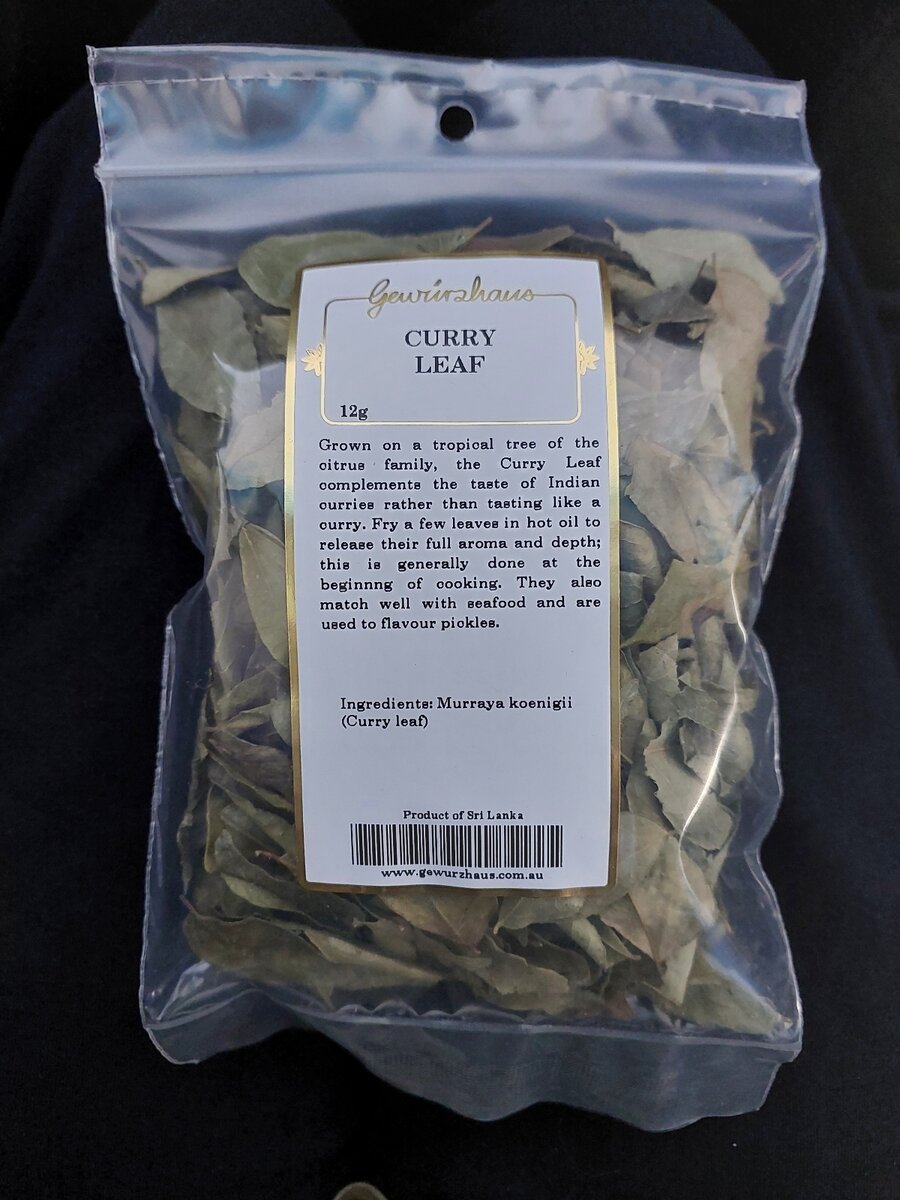 Gewürzhaus
CURRY
LEAF
12g
Grown on a tropical tree of the
citrus family, the Curry Leaf
complements the taste of Indian
curries rather than tasting like a
curry. Fry a few leaves in hot oil to
release their full aroma and depth;
this is generally done at the
beginnng of cooking. They also
match well with seafood and are
used to flavour pickles.
Ingredients: Murraya koenigii
(Curry leaf)
Product of Sri Lanka
www.gewurzhaus.com.au